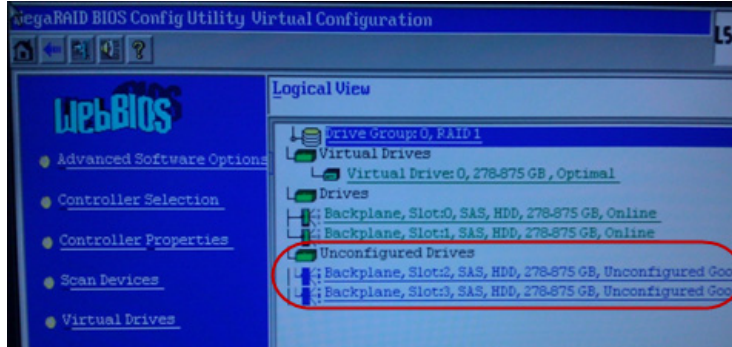 MegaRAID BIOS Config Utility Virtual Configuration
LS
WebBIOS
Advanced Software Options
Controller Selection
Controller Properties
Scan Devices
Virtual Drives
Logical View
Drive Group: 0, RAID 1
Virtual Drives
Virtual Drive: 0, 278.875 GB, Optimal
Drives
Backplane, Slot:0, SAS, HDD, 278.875 GB, Online
Backplane, Slot:1, SAS, HDD, 278.875 GB, Online
Unconfigured Drives
Backplane, Slot:2, SAS, HDD, 278.875 GB, Unconfigured Goo
Backplane, Slot:3, SAS, HDD, 278.875 GB, Unconfigured Goo